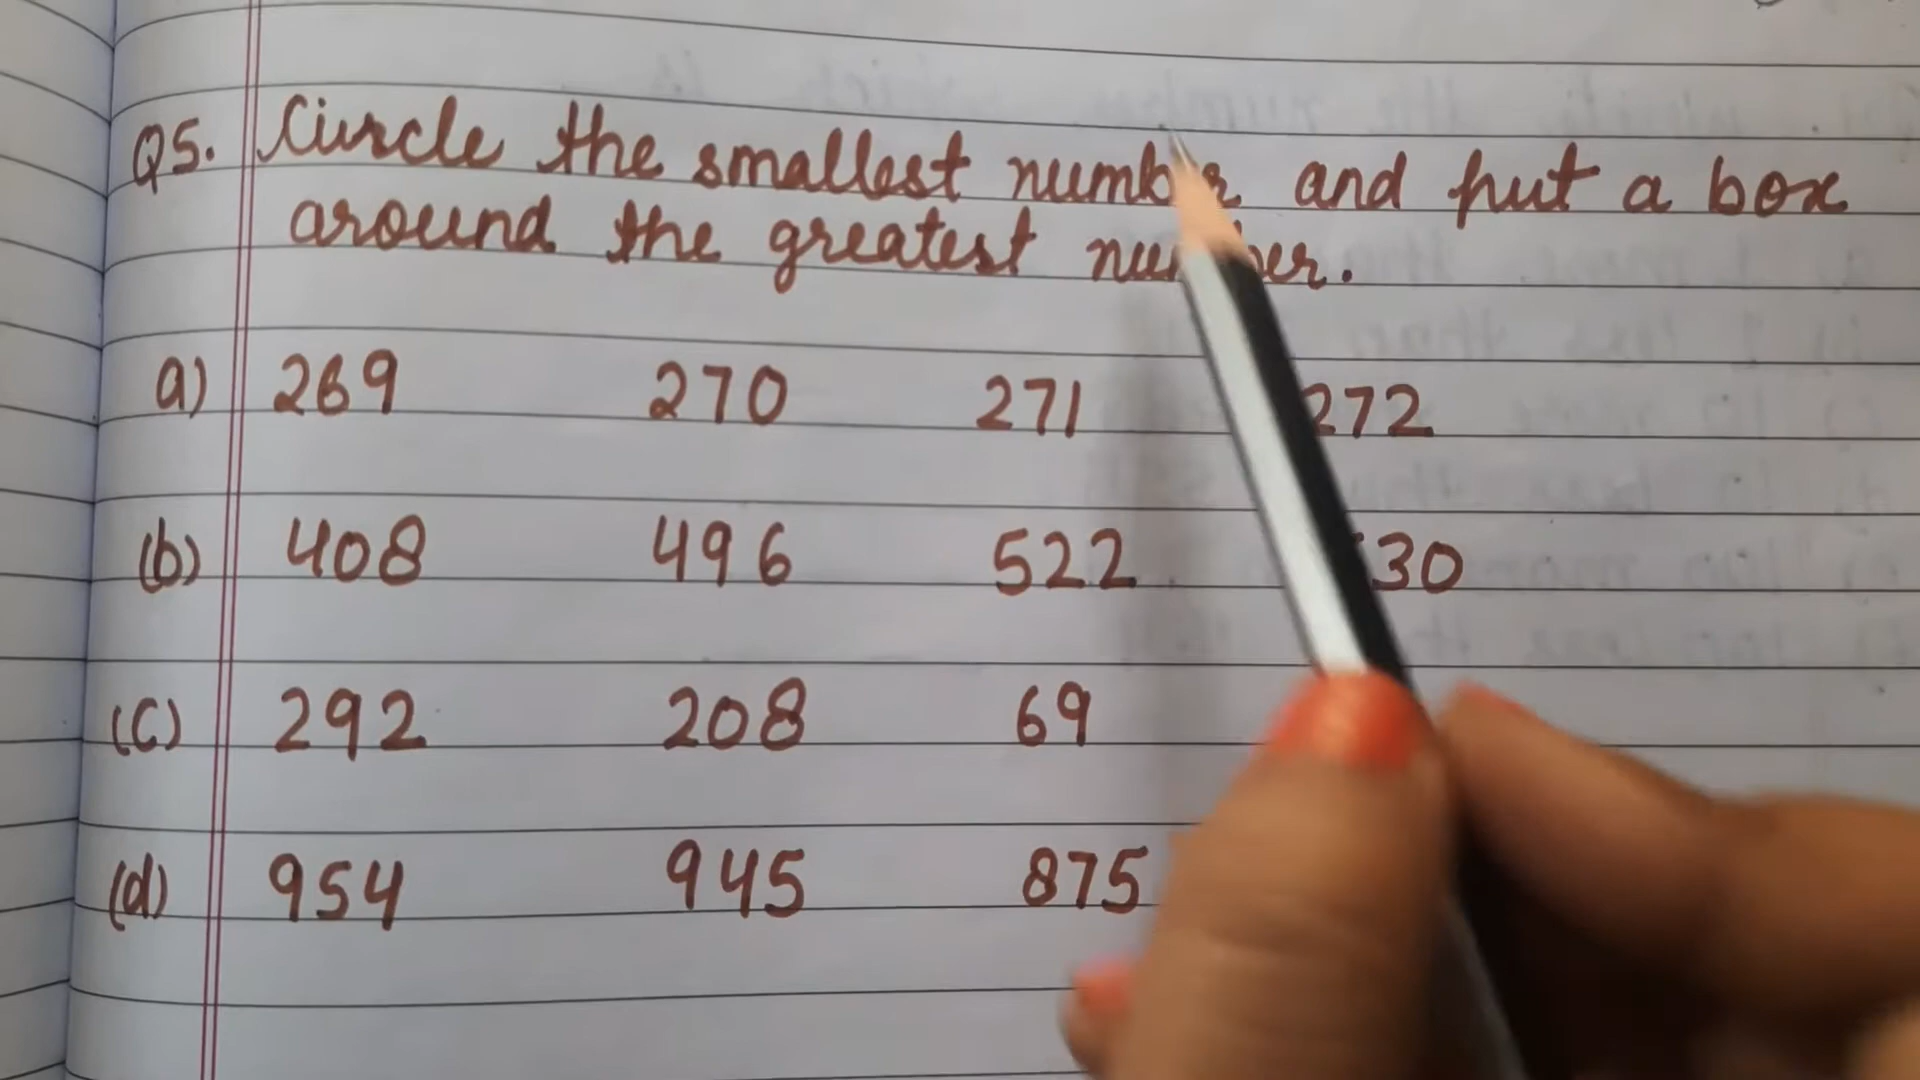 Q5. Circle the smallest number and put a box
around the greatest number.
a) 269 270 271 272
(b) 408 496 522 30
(c) 292 208 69
(d) 954 945 875